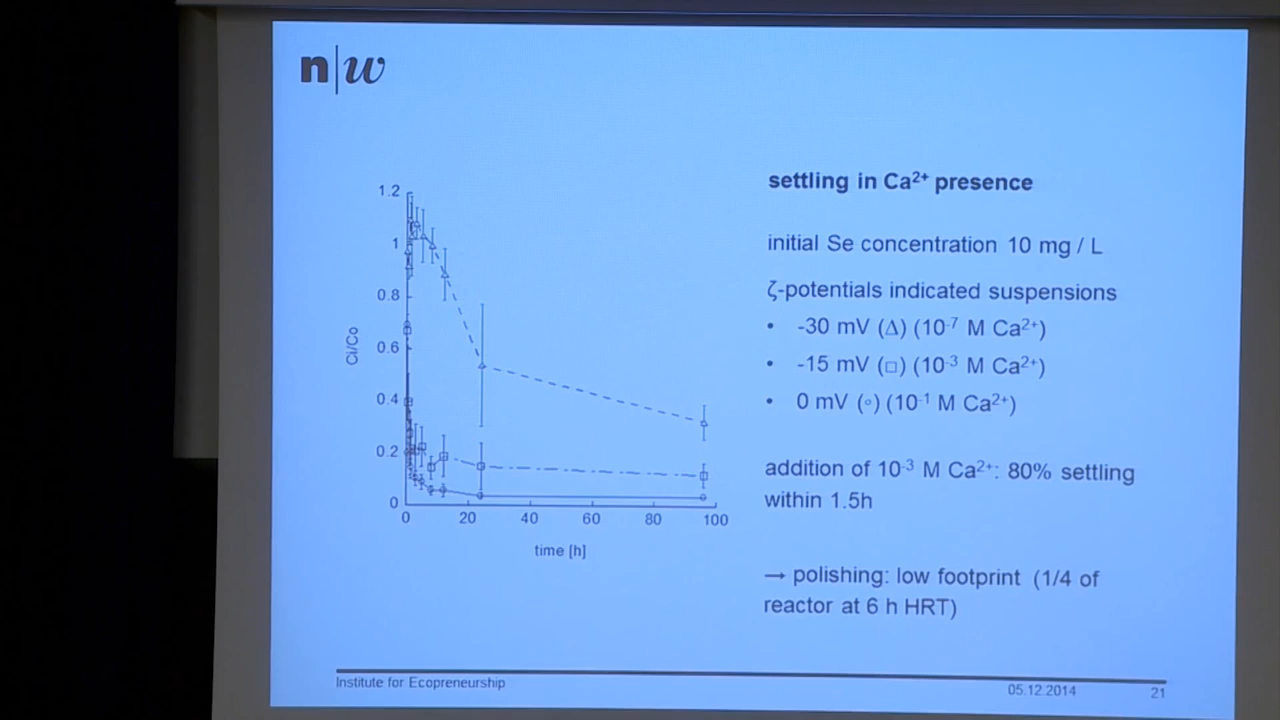 n|w
settling in Ca²⁺ presence
initial Se concentration 10 mg / L
ζ-potentials indicated suspensions
• -30 mV (Δ) (10⁻⁷ M Ca²⁺)
• -15 mV (□) (10⁻³ M Ca²⁺)
• 0 mV (◦) (10⁻¹ M Ca²⁺)
addition of 10⁻³ M Ca²⁺: 80% settling
within 1.5h
→ polishing: low footprint (1/4 of
reactor at 6 h HRT)
1.2
1
0.8
0.6
0.4
0.2
0
Ci/Co
0 20 40 60 80 100
time [h]
Institute for Ecopreneurship
05.12.2014
21